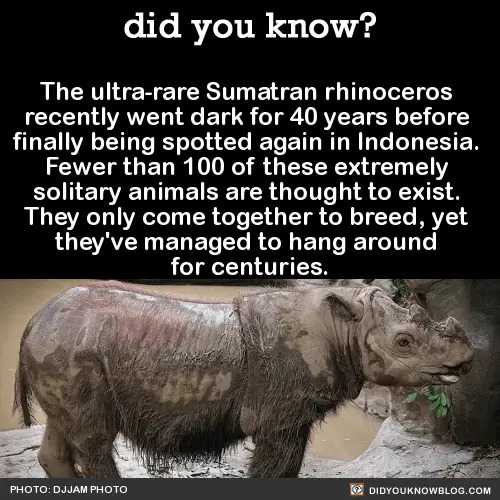 did you know?
The ultra-rare Sumatran rhinoceros
recently went dark for 40 years before
finally being spotted again in Indonesia.
Fewer than 100 of these extremely
solitary animals are thought to exist.
They only come together to breed, yet
they've managed to hang around
for centuries.
PHOTO: DJJAM PHOTO
DIDYOUKNOWBLOG.COM